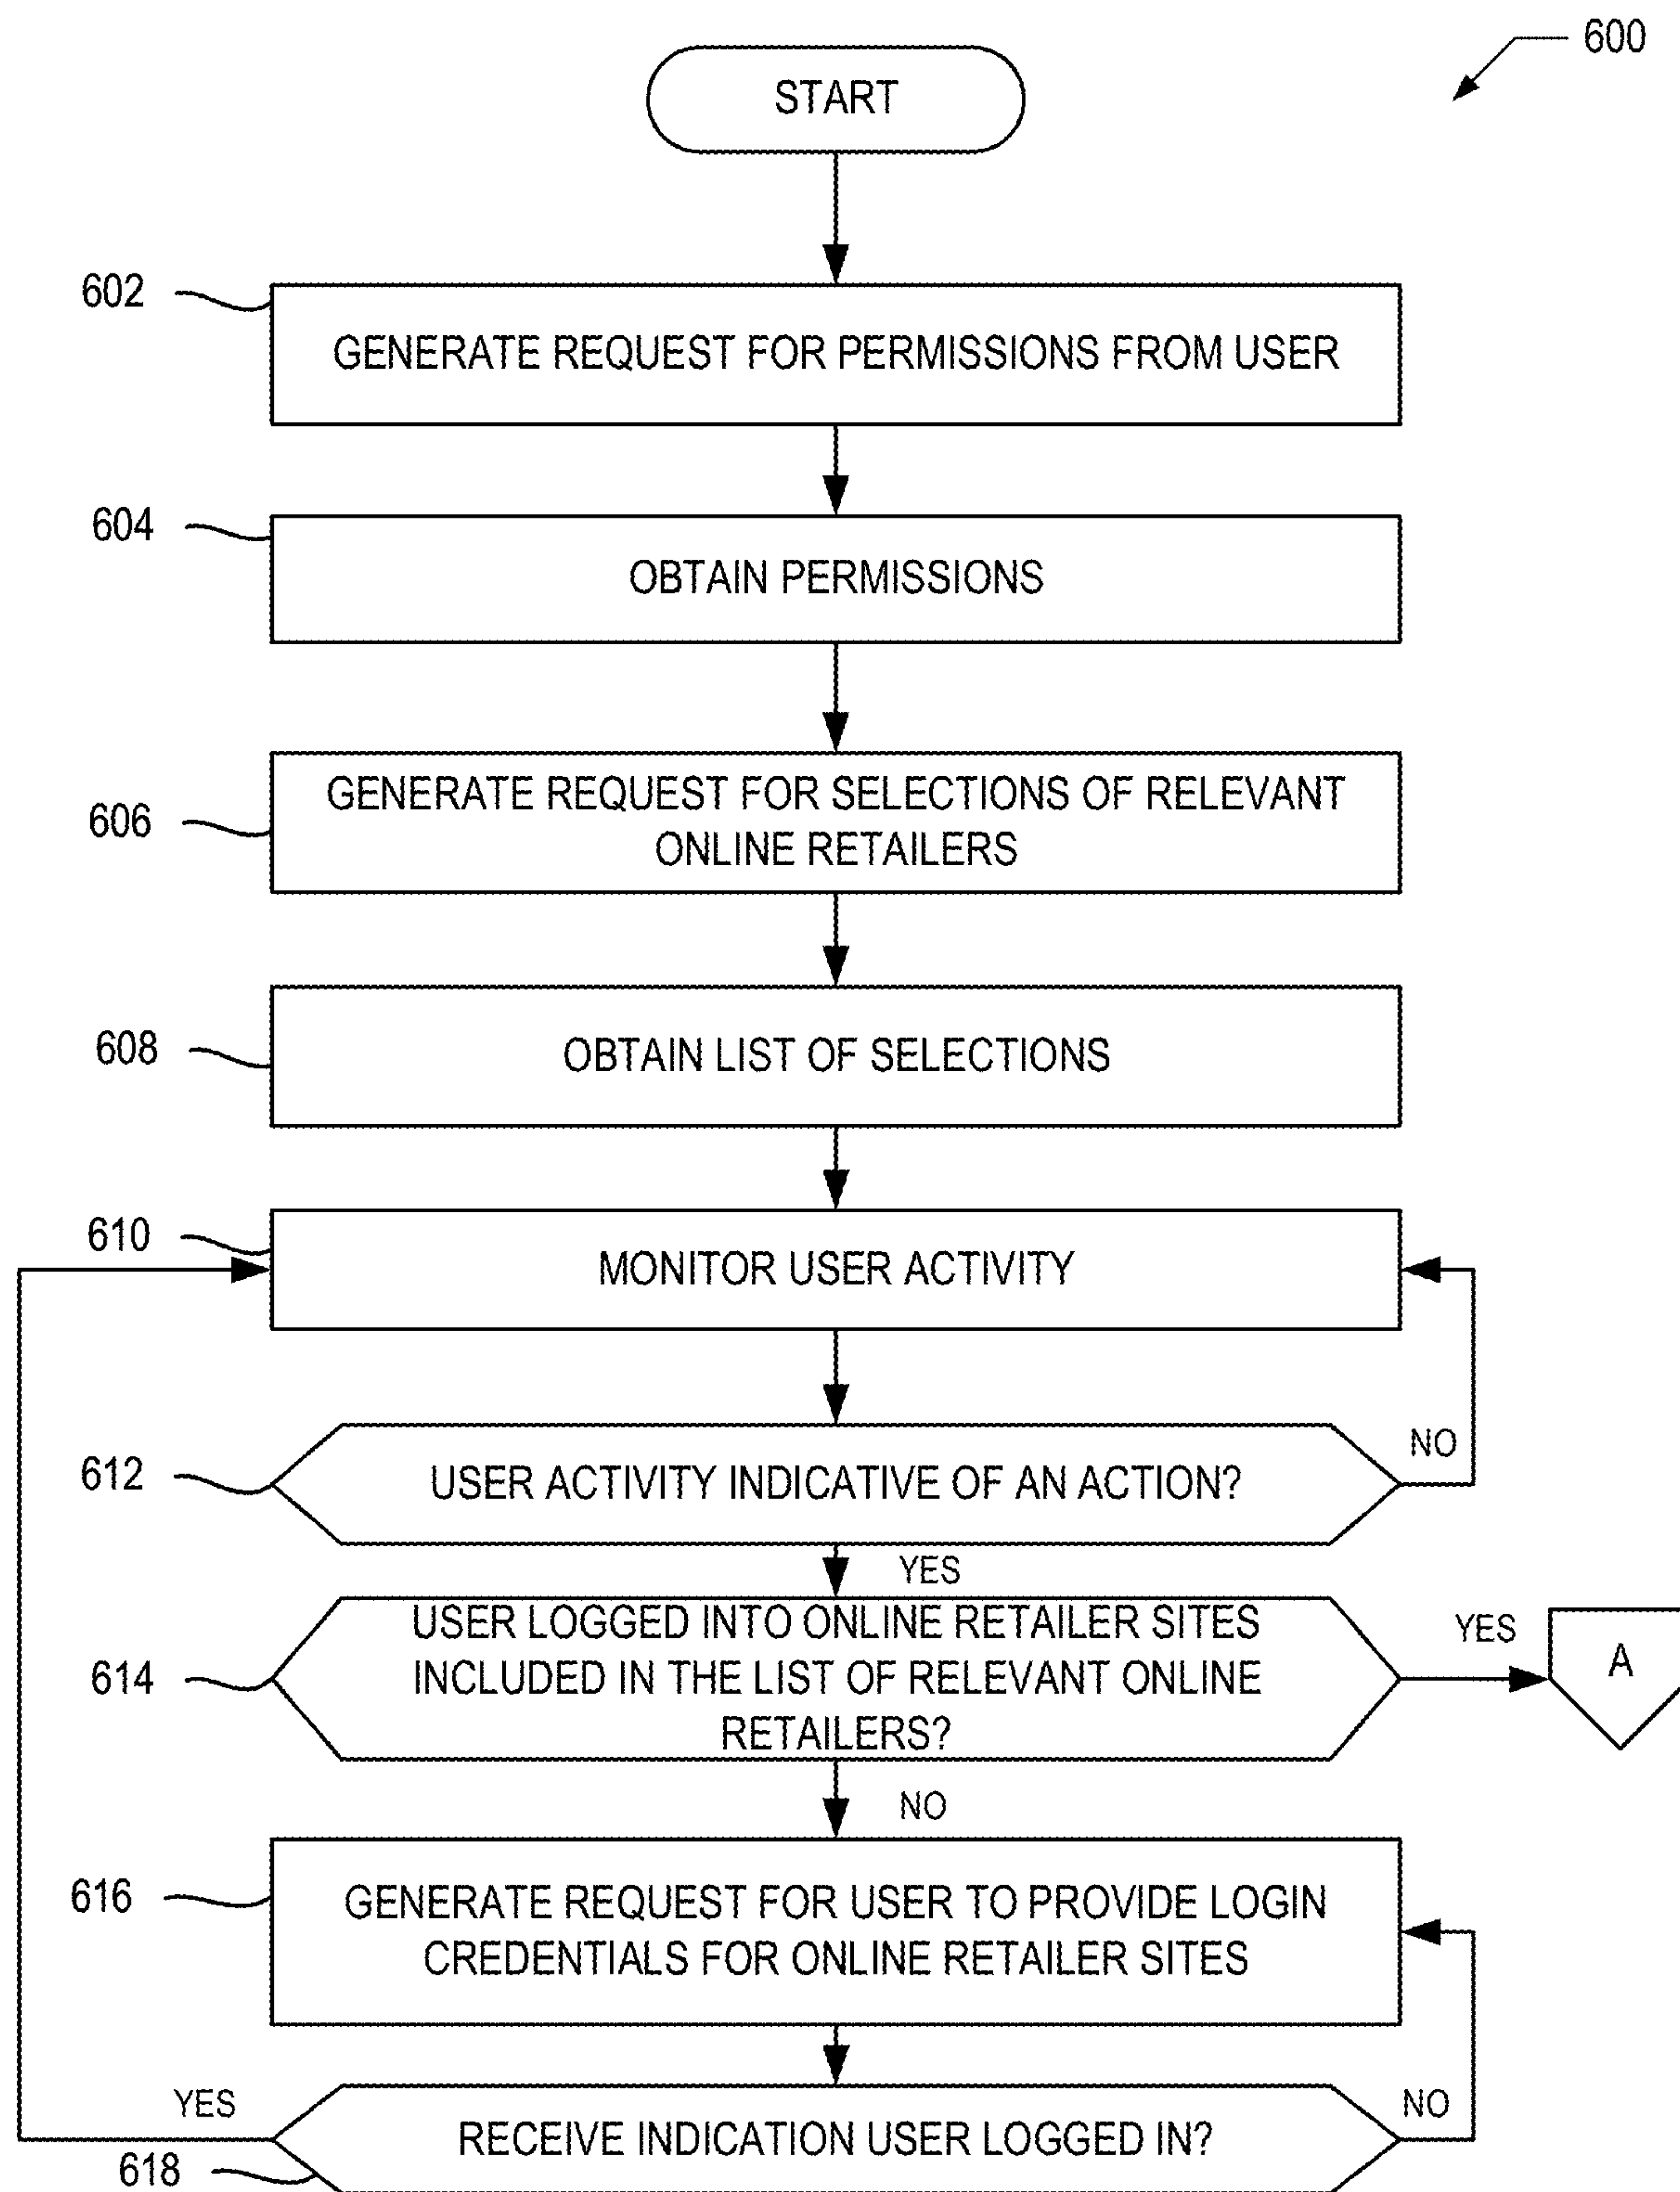 600
START
602
GENERATE REQUEST FOR PERMISSIONS FROM USER
604
OBTAIN PERMISSIONS
606
GENERATE REQUEST FOR SELECTIONS OF RELEVANT
ONLINE RETAILERS
608
OBTAIN LIST OF SELECTIONS
610
MONITOR USER ACTIVITY
612
USER ACTIVITY INDICATIVE OF AN ACTION?
NO
YES
614
USER LOGGED INTO ONLINE RETAILER SITES
INCLUDED IN THE LIST OF RELEVANT ONLINE
RETAILERS?
YES
A
NO
616
GENERATE REQUEST FOR USER TO PROVIDE LOGIN
CREDENTIALS FOR ONLINE RETAILER SITES
YES
RECEIVE INDICATION USER LOGGED IN?
NO
618